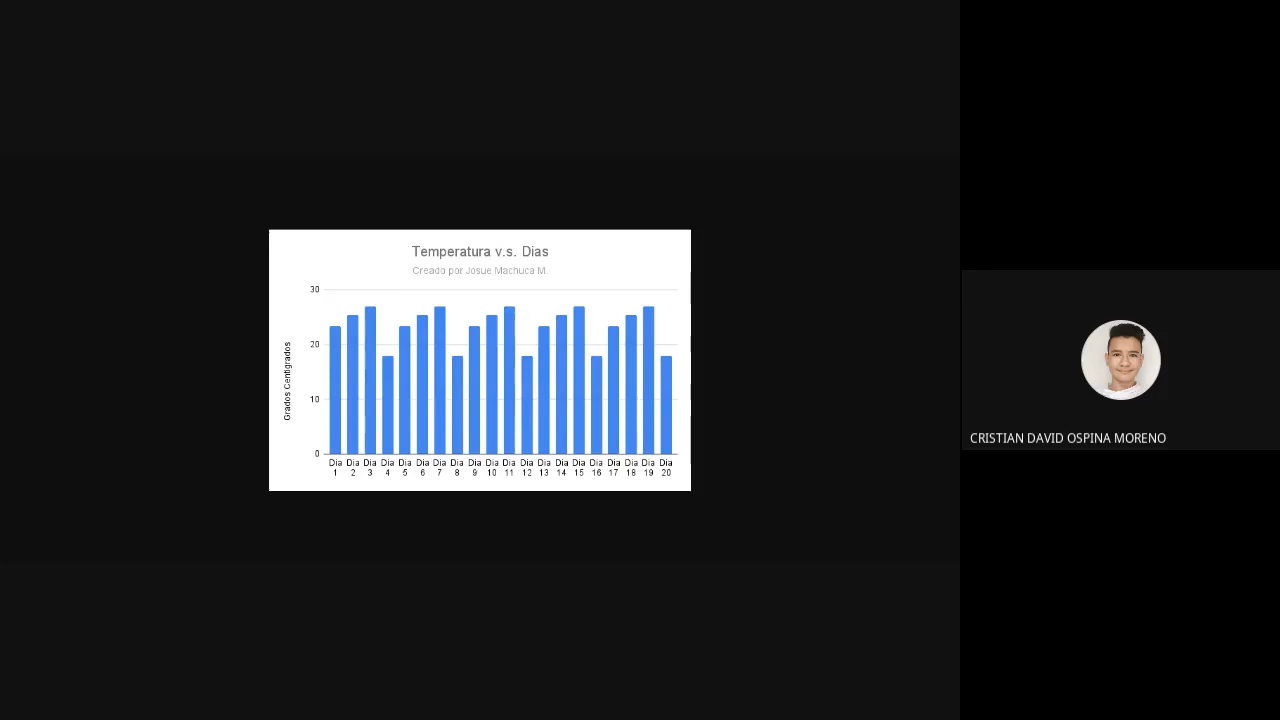 Temperatura v.s. Dias
Creado por Josue Machuca M.
Grados Centigrados
30
20
10
0
Dia 1
Dia 2
Dia 3
Dia 4
Dia 5
Dia 6
Dia 7
Dia 8
Dia 9
Dia 10
Dia 11
Dia 12
Dia 13
Dia 14
Dia 15
Dia 16
Dia 17
Dia 18
Dia 19
Dia 20
CRISTIAN DAVID OSPINA MORENO